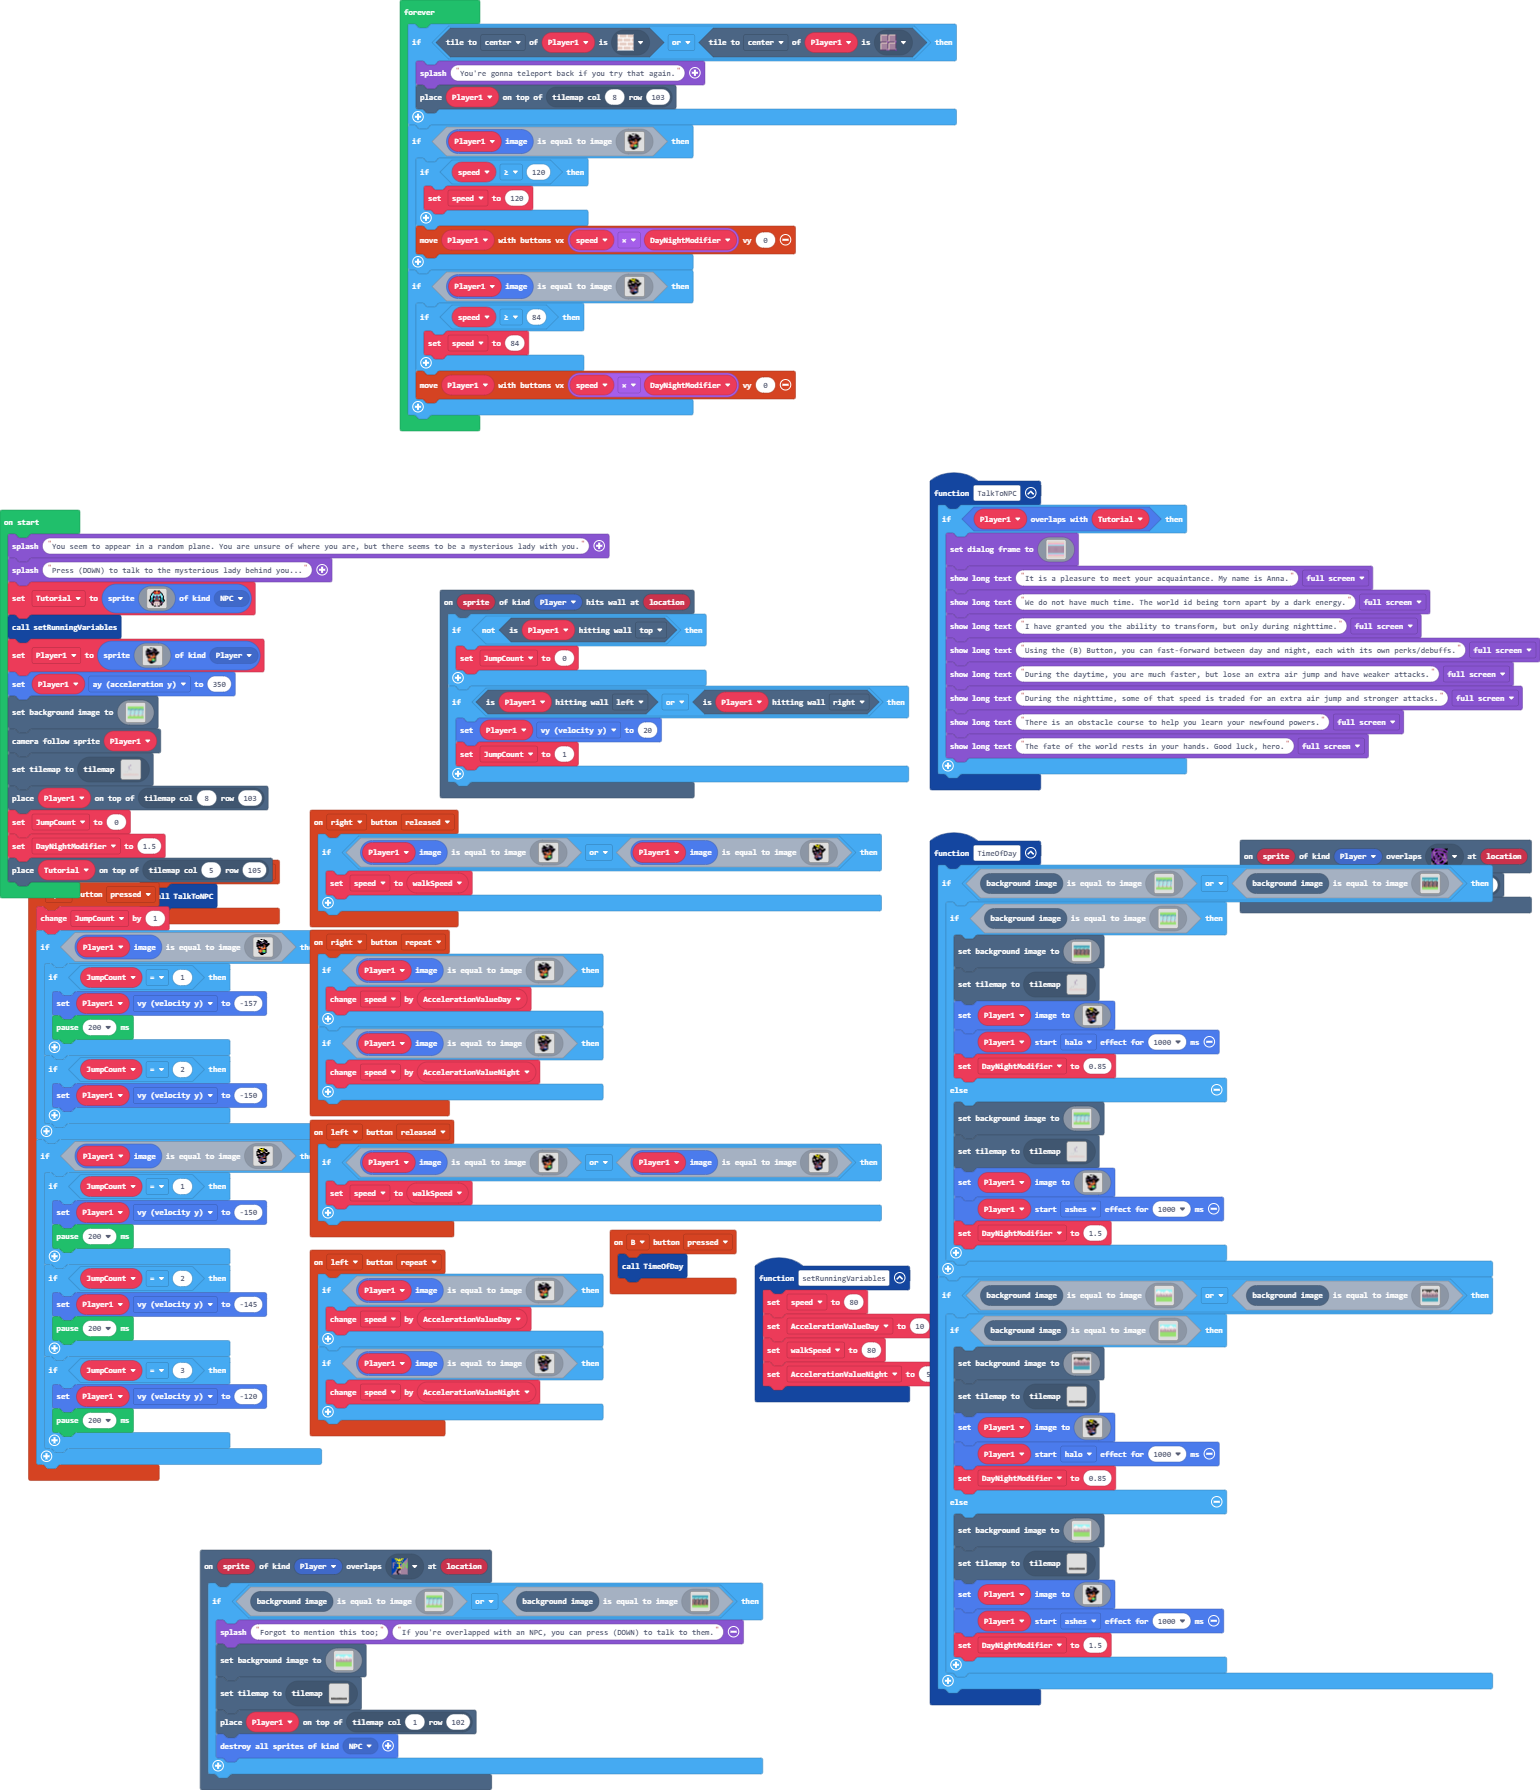 forever
if tile to center of Player1 is or tile to center of Player1 is then
splash "You're gonna teleport back if you try that again."
place Player1 on top of tilemap col 8 row 103
if Player1 image is equal to image then
if speed ≥ 120 then
set speed to 120
move Player1 with buttons vx speed × DayNightModifier vy 0
if Player1 image is equal to image then
if speed ≥ 84 then
set speed to 84
move Player1 with buttons vx speed × DayNightModifier vy 0
on start
splash "You seem to appear in a random plane. You are unsure of where you are, but there seems to be a mysterious lady with you."
splash "Press (DOWN) to talk to the mysterious lady behind you..."
set Tutorial to sprite of kind NPC
call setRunningVariables
set Player1 to sprite of kind Player
set Player1 ay (acceleration y) to 350
set background image to
camera follow sprite Player1
set tilemap to tilemap
place Player1 on top of tilemap col 8 row 103
set JumpCount to 0
set DayNightModifier to 1.5
place Tutorial on top of tilemap col 5 row 105
button pressed
call TalkToNPC
change JumpCount by 1
if Player1 image is equal to image then
if JumpCount = 1 then
set Player1 vy (velocity y) to -157
pause 200 ms
if JumpCount = 2 then
set Player1 vy (velocity y) to -150
if Player1 image is equal to image then
if JumpCount = 1 then
set Player1 vy (velocity y) to -150
pause 200 ms
if JumpCount = 2 then
set Player1 vy (velocity y) to -145
pause 200 ms
if JumpCount = 3 then
set Player1 vy (velocity y) to -120
pause 200 ms
on sprite of kind Player hits wall at location
if not is Player1 hitting wall top then
set JumpCount to 0
if is Player1 hitting wall left or is Player1 hitting wall right then
set Player1 vy (velocity y) to 20
set JumpCount to 1
on right button released
if Player1 image is equal to image or Player1 image is equal to image then
set speed to walkSpeed
on right button repeat
if Player1 image is equal to image then
change speed by AccelerationValueDay
if Player1 image is equal to image then
change speed by AccelerationValueNight
on left button released
if Player1 image is equal to image or Player1 image is equal to image then
set speed to walkSpeed
on left button repeat
if Player1 image is equal to image then
change speed by AccelerationValueDay
if Player1 image is equal to image then
change speed by AccelerationValueNight
on B button pressed
call TimeOfDay
function setRunningVariables
set speed to 80
set AccelerationValueDay to 10
set walkSpeed to 80
set AccelerationValueNight to 5
function TalkToNPC
if Player1 overlaps with Tutorial then
set dialog frame to
show long text "It is a pleasure to meet your acquaintance. My name is Anna." full screen
show long text "We do not have much time. The world id being torn apart by a dark energy." full screen
show long text "I have granted you the ability to transform, but only during nighttime." full screen
show long text "Using the (B) Button, you can fast-forward between day and night, each with its own perks/debuffs." full screen
show long text "During the daytime, you are much faster, but lose an extra air jump and have weaker attacks." full screen
show long text "During the nighttime, some of that speed is traded for an extra air jump and stronger attacks." full screen
show long text "There is an obstacle course to help you learn your newfound powers." full screen
show long text "The fate of the world rests in your hands. Good luck, hero." full screen
on sprite of kind Player overlaps at location
function TimeOfDay
if background image is equal to image or background image is equal to image then
if background image is equal to image then
set background image to
set tilemap to tilemap
set Player1 image to
Player1 start halo effect for 1000 ms
set DayNightModifier to 0.85
else
set background image to
set tilemap to tilemap
set Player1 image to
Player1 start ashes effect for 1000 ms
set DayNightModifier to 1.5
if background image is equal to image or background image is equal to image then
if background image is equal to image then
set background image to
set tilemap to tilemap
set Player1 image to
Player1 start halo effect for 1000 ms
set DayNightModifier to 0.85
else
set background image to
set tilemap to tilemap
set Player1 image to
Player1 start ashes effect for 1000 ms
set DayNightModifier to 1.5
on sprite of kind Player overlaps at location
if background image is equal to image or background image is equal to image then
splash "Forgot to mention this too;" "If you're overlapped with an NPC, you can press (DOWN) to talk to them."
set background image to
set tilemap to tilemap
place Player1 on top of tilemap col 1 row 102
destroy all sprites of kind NPC